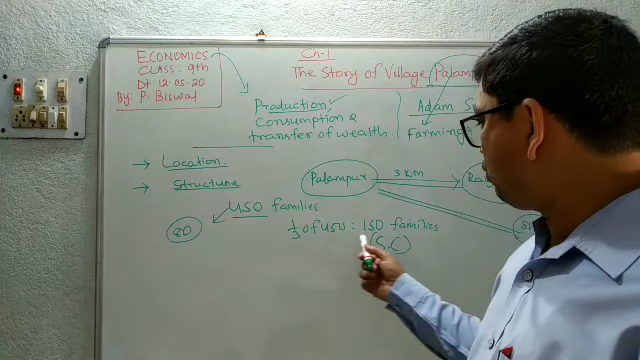 ECONOMICS
CLASS: 9th
Dt 12.05.20
By: P. Biswal
Ch-1
The Story of Village
Production,
Consumption &
transfer of wealth.
Adam
Farming
→ Location.
→ Structure
Palampur
3 KM
450 families
80
1/3 of 450 = 150 families
(S.C)